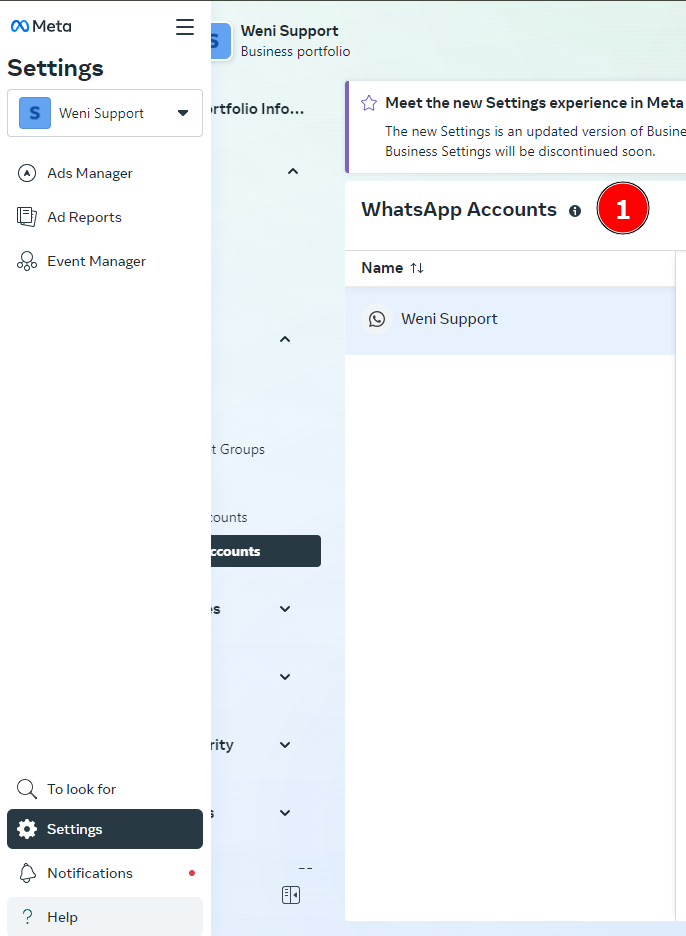 Meta
Settings
S Weni Support
Ads Manager
Ad Reports
Event Manager
To look for
Settings
Notifications
? Help
S
Weni Support
Business portfolio
rtfolio Info...
t Groups
counts
ccounts
es
rity
s
Meet the new Settings experience in Meta
The new Settings is an updated version of Busine
Business Settings will be discontinued soon.
WhatsApp Accounts
1
Name
Weni Support